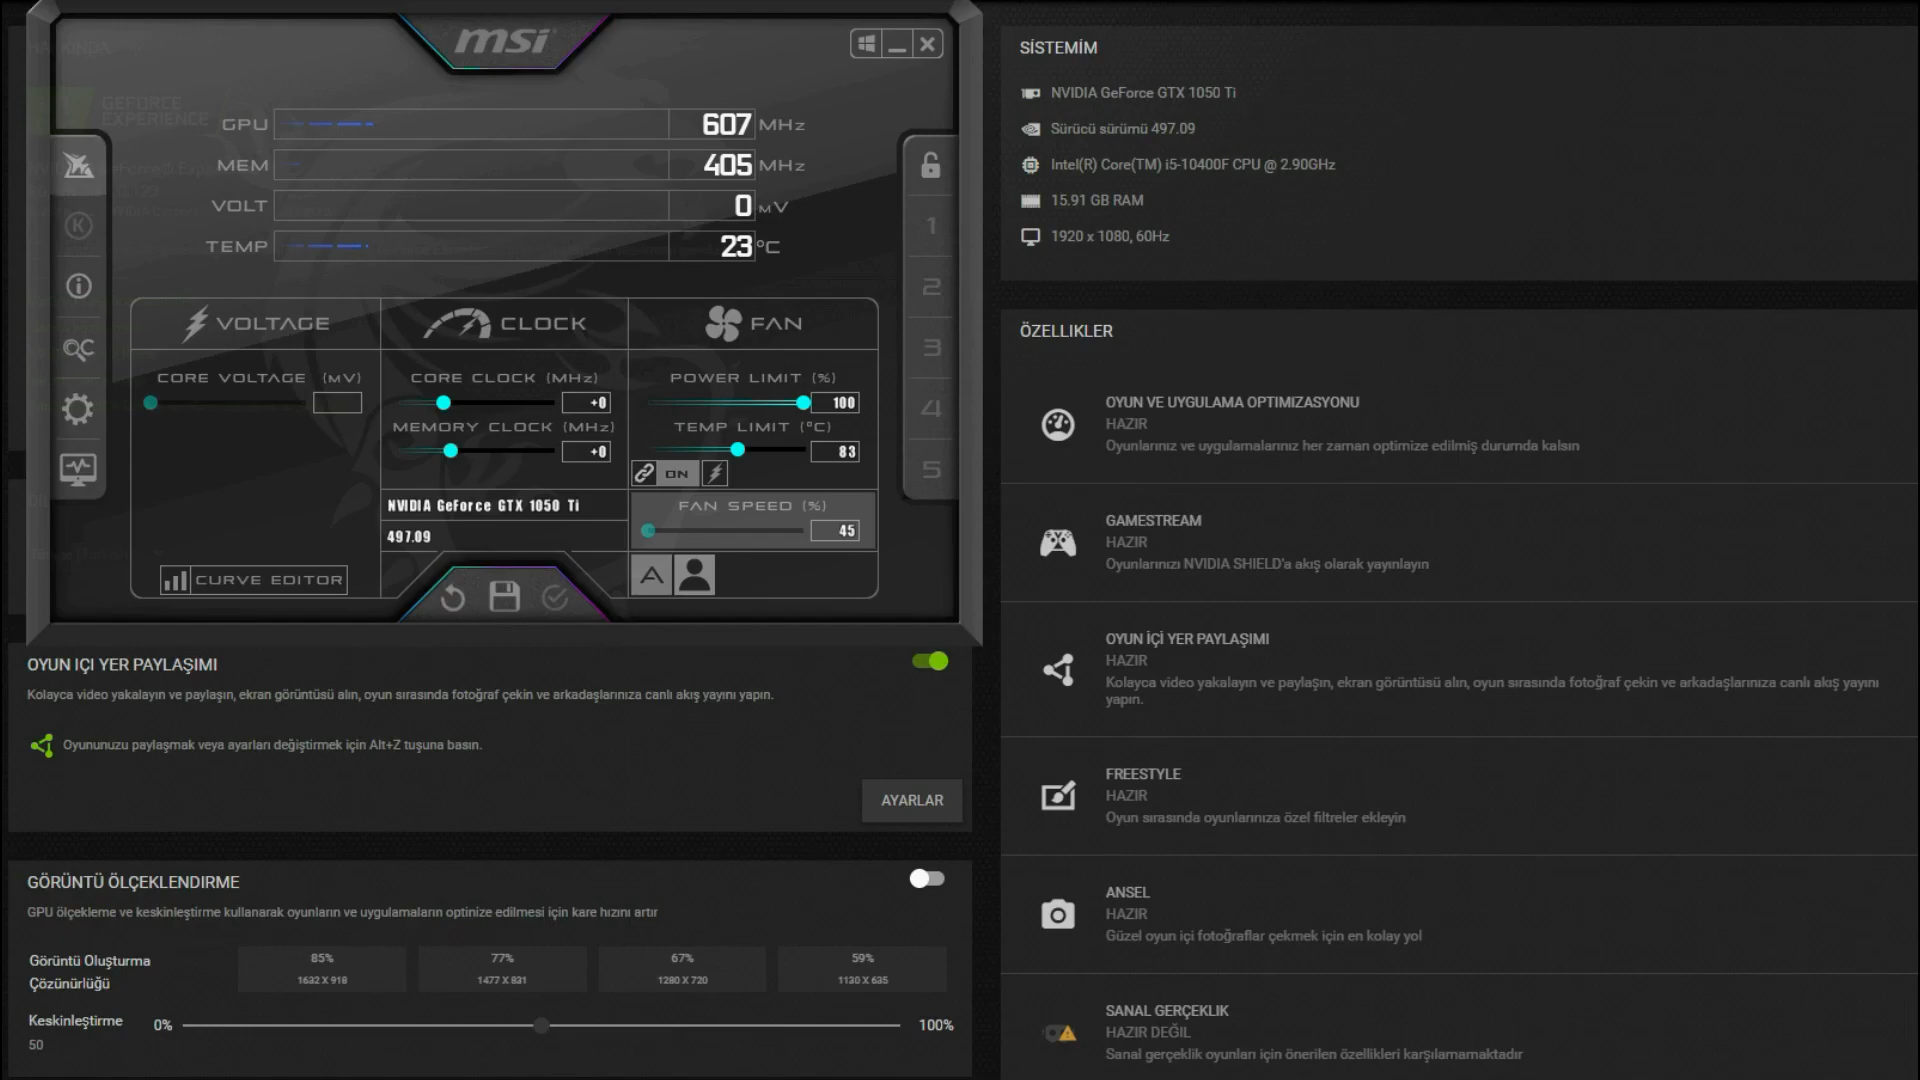 HAKKINDA
msi
GEFORCE
EXPERIENCE
GPU
607 MHz
MEM
405 MHz
VOLT
0 mV
TEMP
23 °C
K
OC
1
2
3
4
5
VOLTAGE
CLOCK
FAN
CORE VOLTAGE (MV)
CORE CLOCK (MHz)
+0
MEMORY CLOCK (MHz)
+0
POWER LIMIT (%)
100
TEMP LIMIT (°C)
83
ON
NVIDIA GeForce GTX 1050 Ti
497.09
FAN SPEED (%)
45
A
CURVE EDITOR
OYUN IÇI YER PAYLAŞIMI
Kolayca video yakalayın ve paylaşın, ekran görüntüsü alın, oyun sırasında fotoğraf çekin ve arkadaşlarınıza canlı akış yayını yapın.
Oyununuzu paylaşmak veya ayarları değiştirmek için Alt+Z tuşuna basın.
AYARLAR
GÖRÜNTÜ ÖLÇEKLENDIRME
GPU ölçekleme ve keskinleştirme kullanarak oyunların ve uygulamaların optinize edilmesi için kare hızını artır
Görüntü Oluşturma
Çözünürlüğü
85%
1632 X 918
77%
1477 X 831
67%
1280 X 720
59%
1130 X 635
Keskinleştirme
50
0%
100%
SİSTEMİM
NVIDIA GeForce GTX 1050 Ti
Sürücü sürümü 497.09
Intel(R) Core(TM) i5-10400F CPU @ 2.90GHz
15.91 GB RAM
1920 x 1080, 60Hz
ÖZELLIKLER
OYUN VE UYGULAMA OPTIMIZASYONU
HAZIR
Oyunlarınız ve uygulamalarınız her zaman optimize edilmiş durumda kalsın
GAMESTREAM
HAZIR
Oyunlarınızı NVIDIA SHIELD'a akış olarak yayınlayın
OYUN İÇİ YER PAYLAŞIMI
HAZIR
Kolayca video yakalayın ve paylaşın, ekran görüntüsü alın, oyun sırasında fotoğraf çekin ve arkadaşlarınıza canlı akış yayını
yapın.
FREESTYLE
HAZIR
Oyun sırasında oyunlarınıza özel filtreler ekleyin
ANSEL
HAZIR
Güzel oyun içi fotoğraflar çekmek için en kolay yol
SANAL GERÇEKLIK
HAZIR DEĞIL
Sanal gerçeklik oyunları için önerilen özellikleri karşılamamaktadır